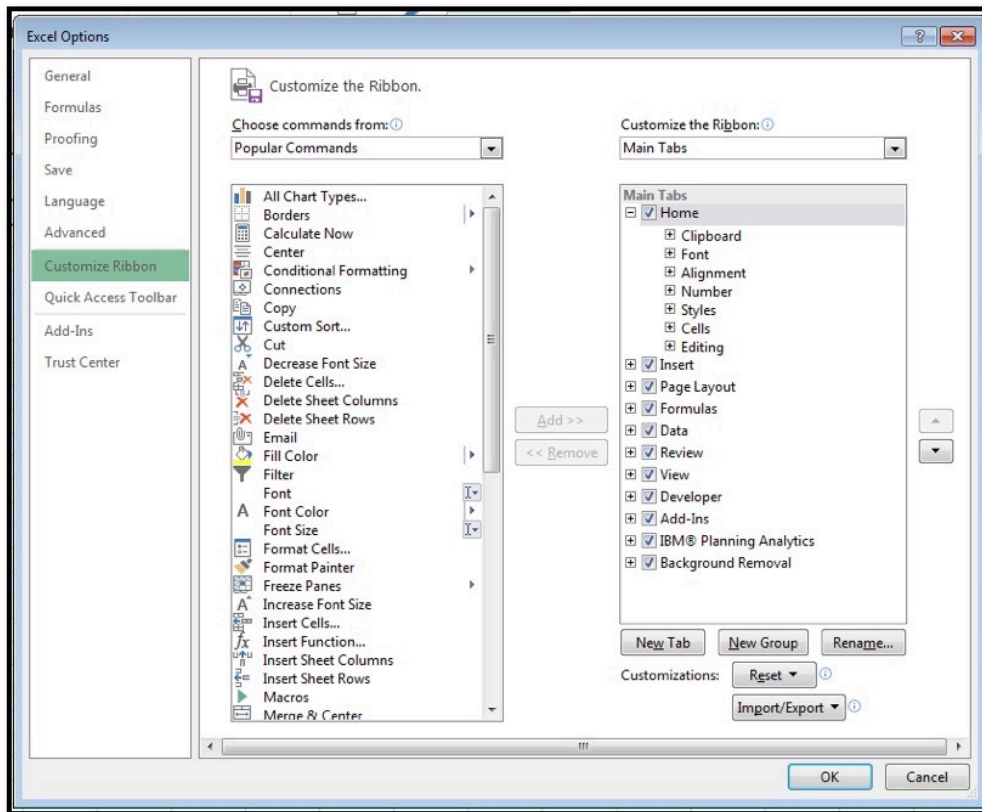 Excel Options
General
Formulas
Proofing
Save
Language
Advanced
Customize Ribbon
Quick Access Toolbar
Add-Ins
Trust Center
Customize the Ribbon.
Choose commands from:
Popular Commands
All Chart Types...
Borders
Calculate Now
Center
Conditional Formatting
Connections
Copy
Custom Sort...
Cut
Decrease Font Size
Delete Cells...
Delete Sheet Columns
Delete Sheet Rows
Email
Fill Color
Filter
Font
Font Color
Font Size
Format Cells...
Format Painter
Freeze Panes
Increase Font Size
Insert Cells...
Insert Function...
Insert Sheet Columns
Insert Sheet Rows
Macros
Merge & Center
Add >>
<< Remove
Customize the Ribbon:
Main Tabs
Main Tabs
Home
Clipboard
Font
Alignment
Number
Styles
Cells
Editing
Insert
Page Layout
Formulas
Data
Review
View
Developer
Add-Ins
IBM® Planning Analytics
Background Removal
New Tab
New Group
Rename...
Customizations:
Reset
Import/Export
OK
Cancel